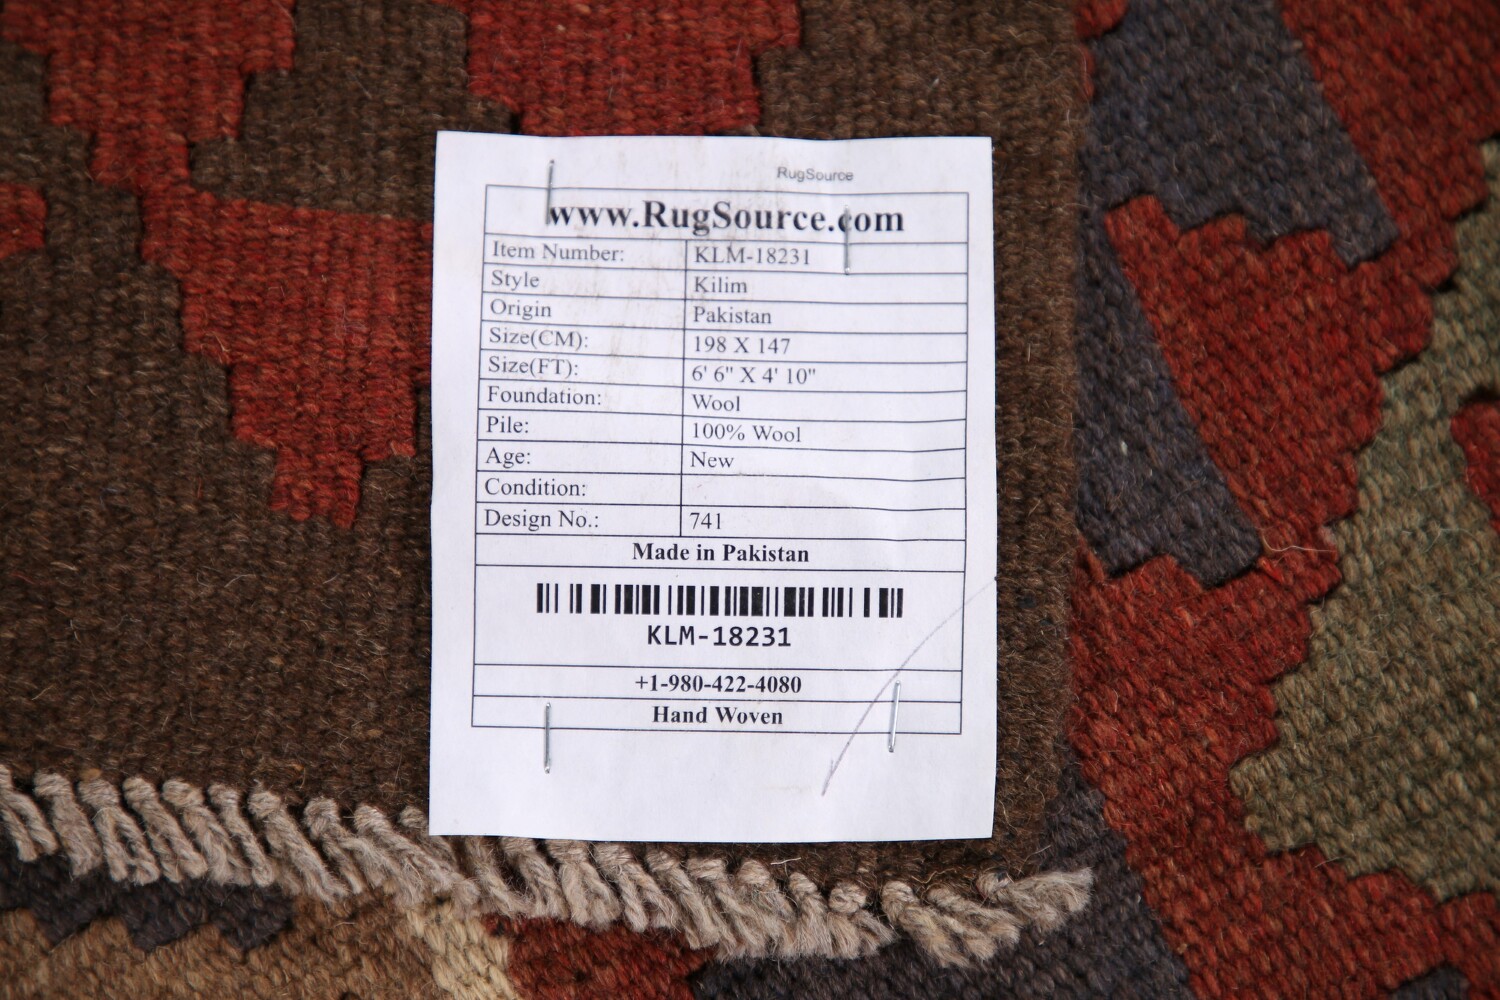 RugSource
www.RugSource.com
Item Number: KLM-18231
Style Kilim
Origin Pakistan
Size(CM): 198 X 147
Size(FT): 6' 6" X 4' 10"
Foundation: Wool
Pile: 100% Wool
Age: New
Condition:
Design No.: 741
Made in Pakistan
KLM-18231
+1-980-422-4080
Hand Woven